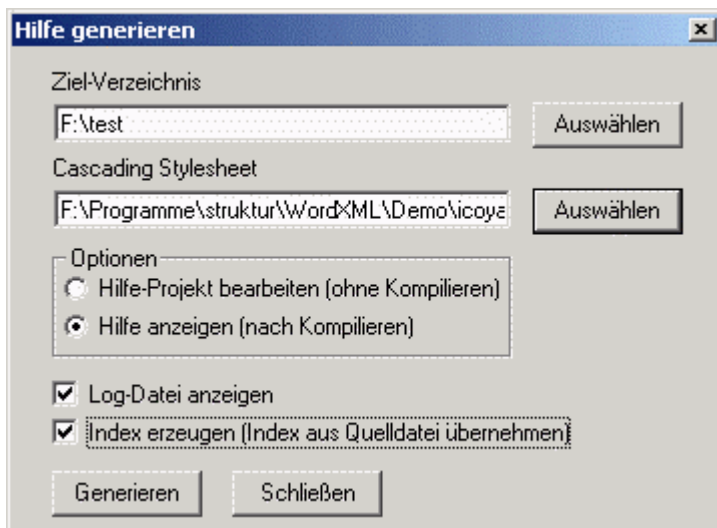 Hilfe generieren
Ziel-Verzeichnis
F:\test
Auswählen
Cascading Stylesheet
F:\Programme\struktur\WordXML\Demo\icoya
Auswählen
Optionen
Hilfe-Projekt bearbeiten (ohne Kompilieren)
Hilfe anzeigen (nach Kompilieren)
Log-Datei anzeigen
Index erzeugen (Index aus Quelldatei übernehmen)
Generieren
Schließen